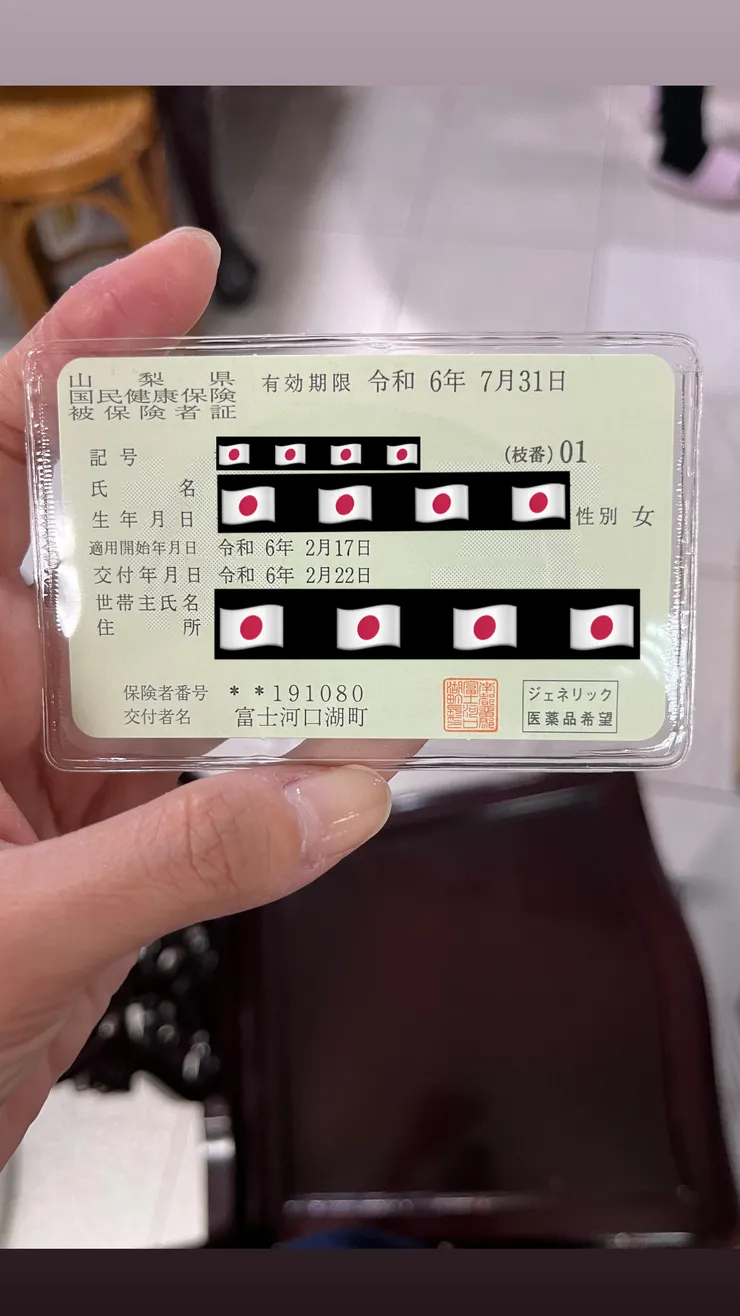 山梨県
国民健康保険
被保険者証
有効期限 令和 6年 7月31日
記号
(枝番) 01
氏名
生年月日
性別 女
適用開始年月日 令和 6年 2月17日
交付年月日 令和 6年 2月22日
世帯主氏名
住所
保険者番号 **191080
交付者名 富士河口湖町
ジェネリック
医薬品希望